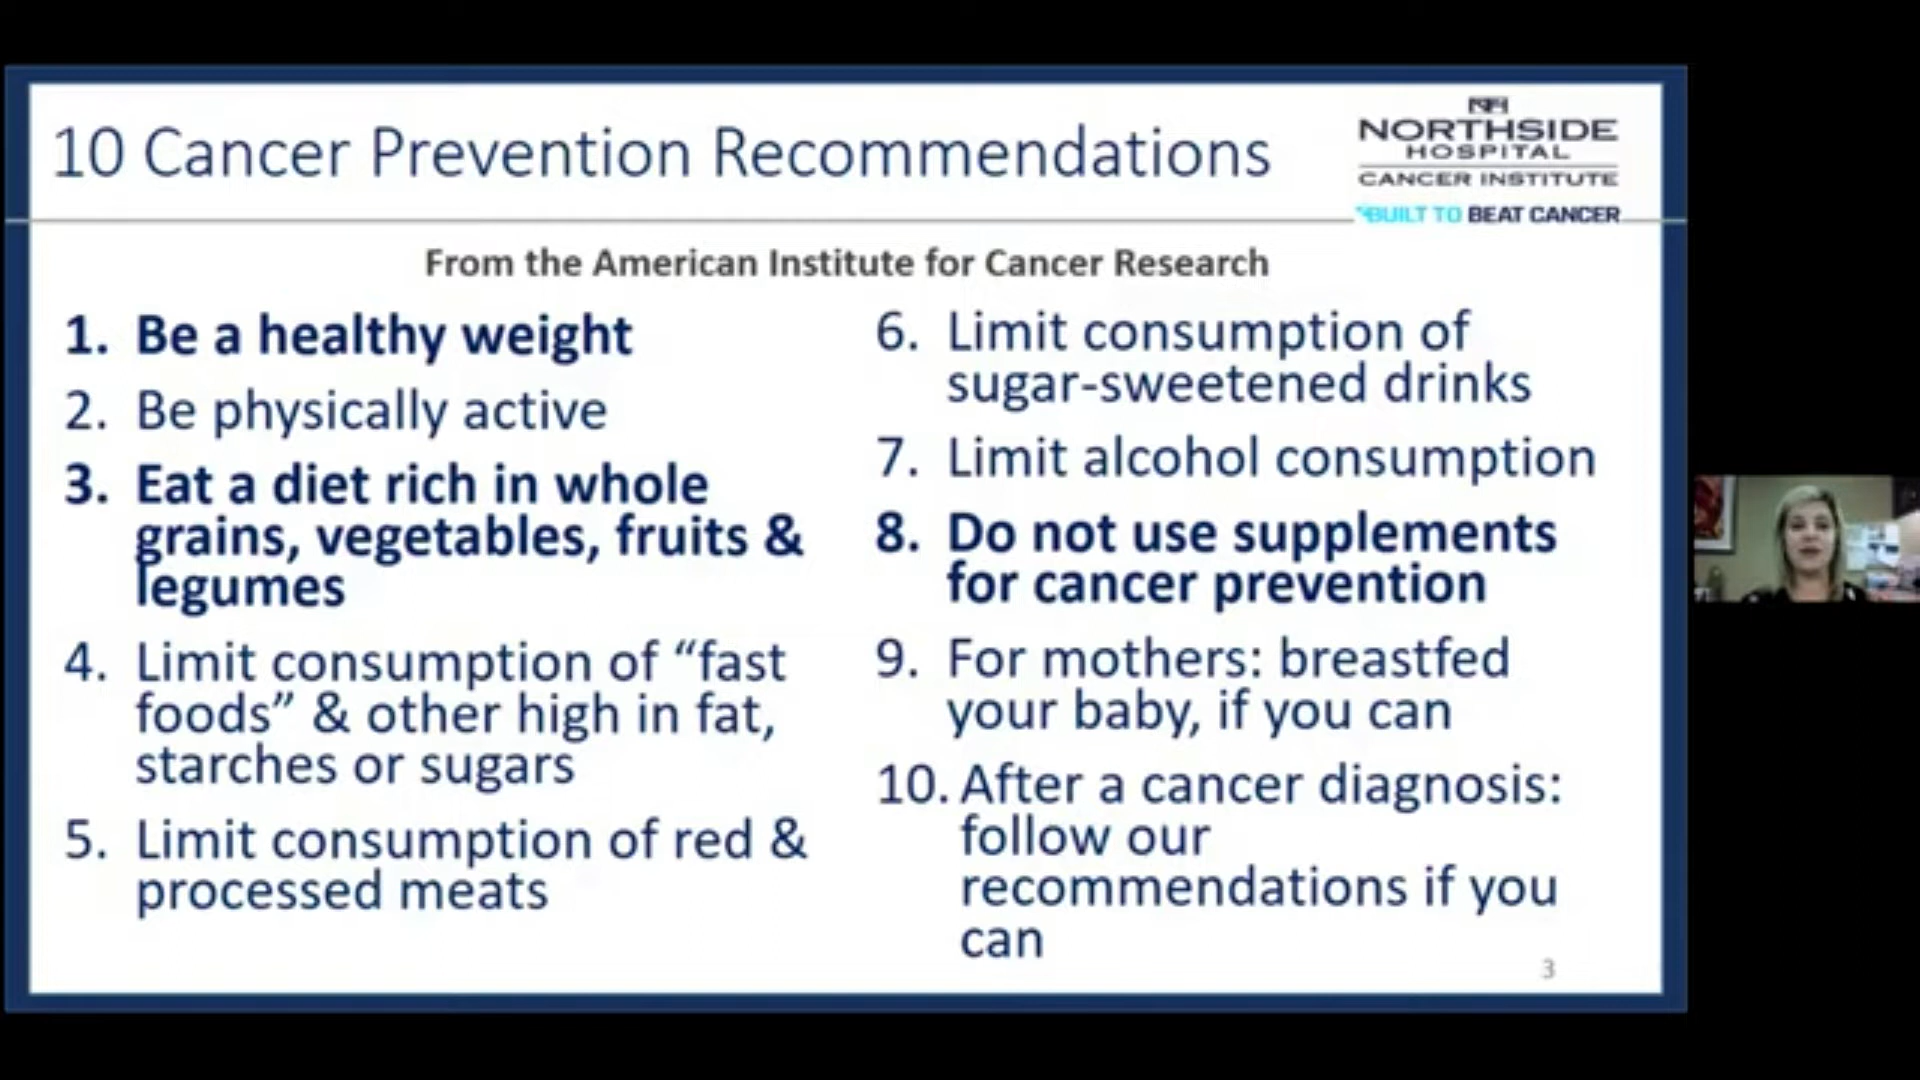 10 Cancer Prevention Recommendations
NORTHSIDE
HOSPITAL
CANCER INSTITUTE
BUILT TO BEAT CANCER
From the American Institute for Cancer Research
1. Be a healthy weight
2. Be physically active
3. Eat a diet rich in whole
grains, vegetables, fruits &
legumes
4. Limit consumption of “fast
foods” & other high in fat,
starches or sugars
5. Limit consumption of red &
processed meats
6. Limit consumption of
sugar-sweetened drinks
7. Limit alcohol consumption
8. Do not use supplements
for cancer prevention
9. For mothers: breastfed
your baby, if you can
10. After a cancer diagnosis:
follow our
recommendations if you
can
3